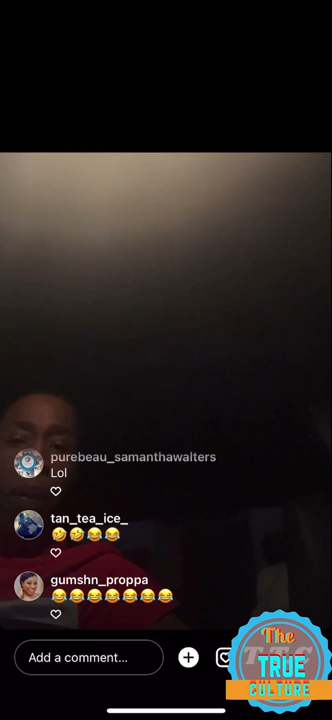 purebeau_samanthawalters
Lol
tan_tea_ice_
🤣🤣😂😂
gumshn_proppa
😂😂😂😂😂😂😂
Add a comment...
The
TRUE
CULTURE